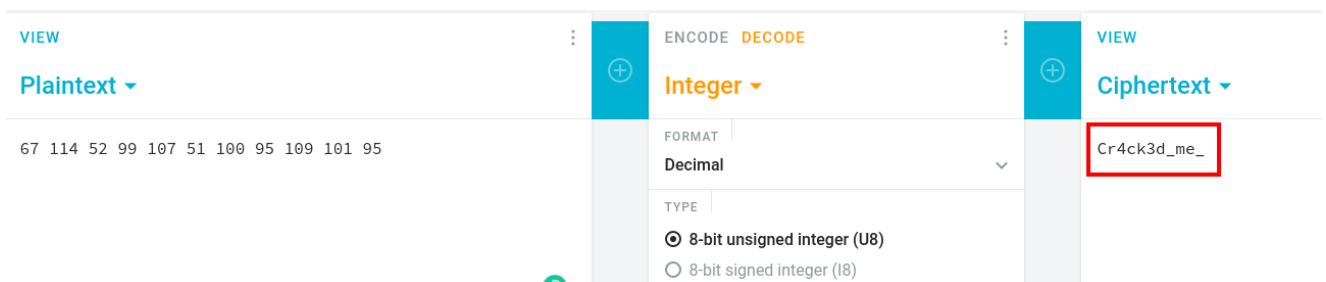 VIEW
Plaintext
67 114 52 99 107 51 100 95 109 101 95
ENCODE DECODE
Integer
FORMAT
Decimal
TYPE
8-bit unsigned integer (U8)
8-bit signed integer (I8)
VIEW
Ciphertext
Cr4ck3d_me_